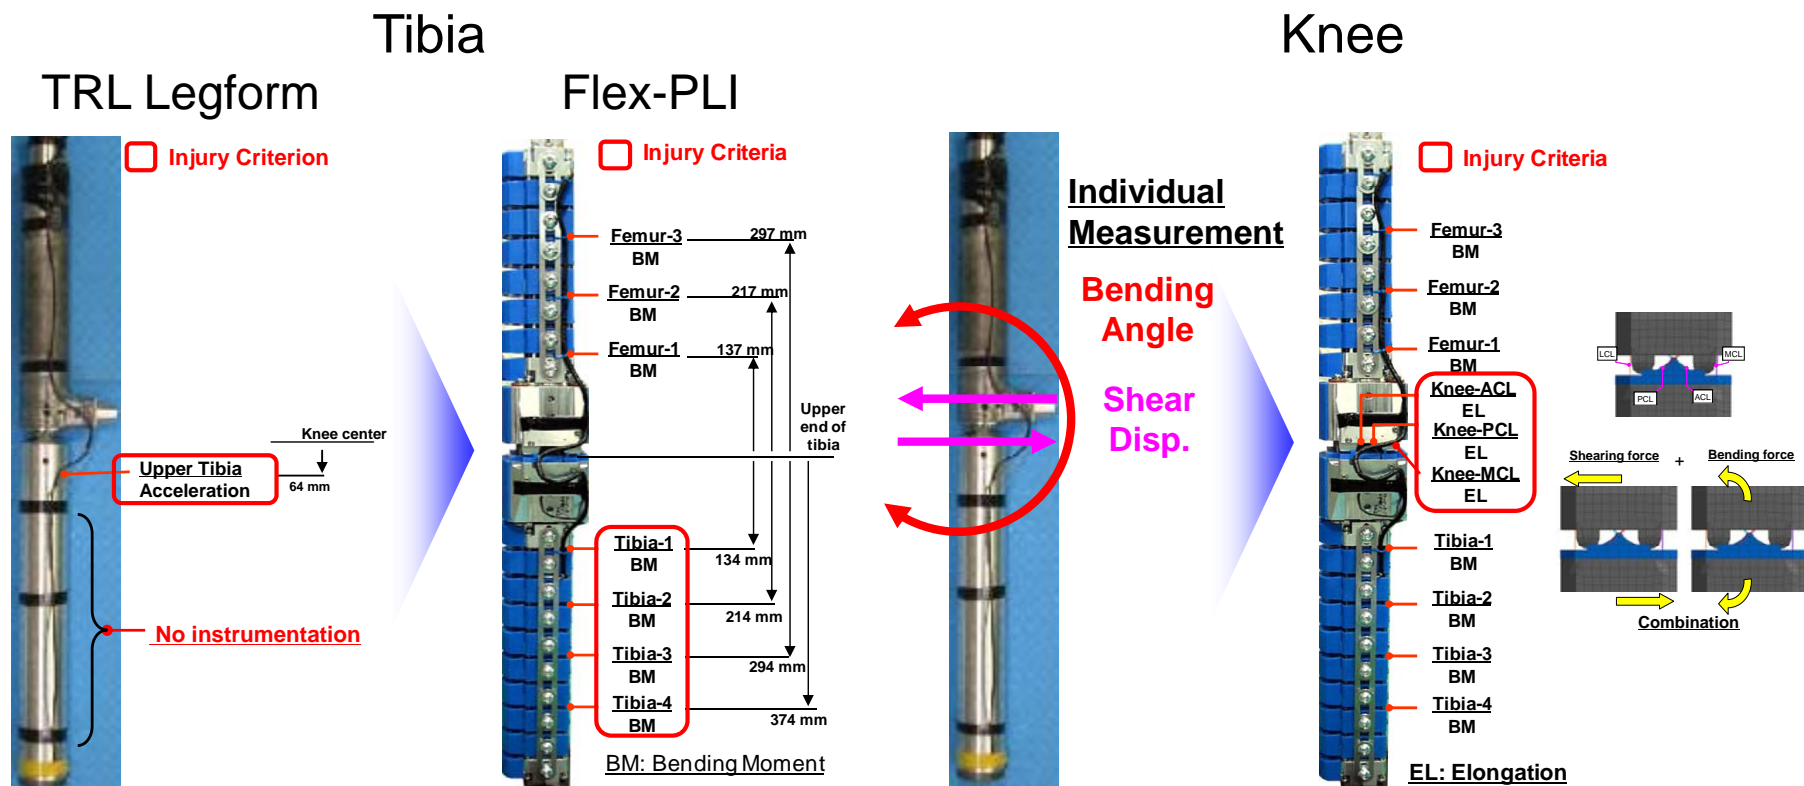 Tibia
Knee
TRL Legform
Flex-PLI
Injury Criterion
Knee center
Upper Tibia
Acceleration
64 mm
No instrumentation
Injury Criteria
Femur-3
BM
297 mm
Femur-2
BM
217 mm
Femur-1
BM
137 mm
Upper
end of
tibia
Tibia-1
BM
134 mm
Tibia-2
BM
214 mm
Tibia-3
BM
294 mm
Tibia-4
BM
374 mm
BM: Bending Moment
Individual
Measurement
Bending
Angle
Shear
Disp.
Injury Criteria
Femur-3
BM
Femur-2
BM
Femur-1
BM
Knee-ACL
EL
Knee-PCL
EL
Knee-MCL
EL
Tibia-1
BM
Tibia-2
BM
Tibia-3
BM
Tibia-4
BM
EL: Elongation
LCL
MCL
PCL
ACL
Shearing force + Bending force
Combination